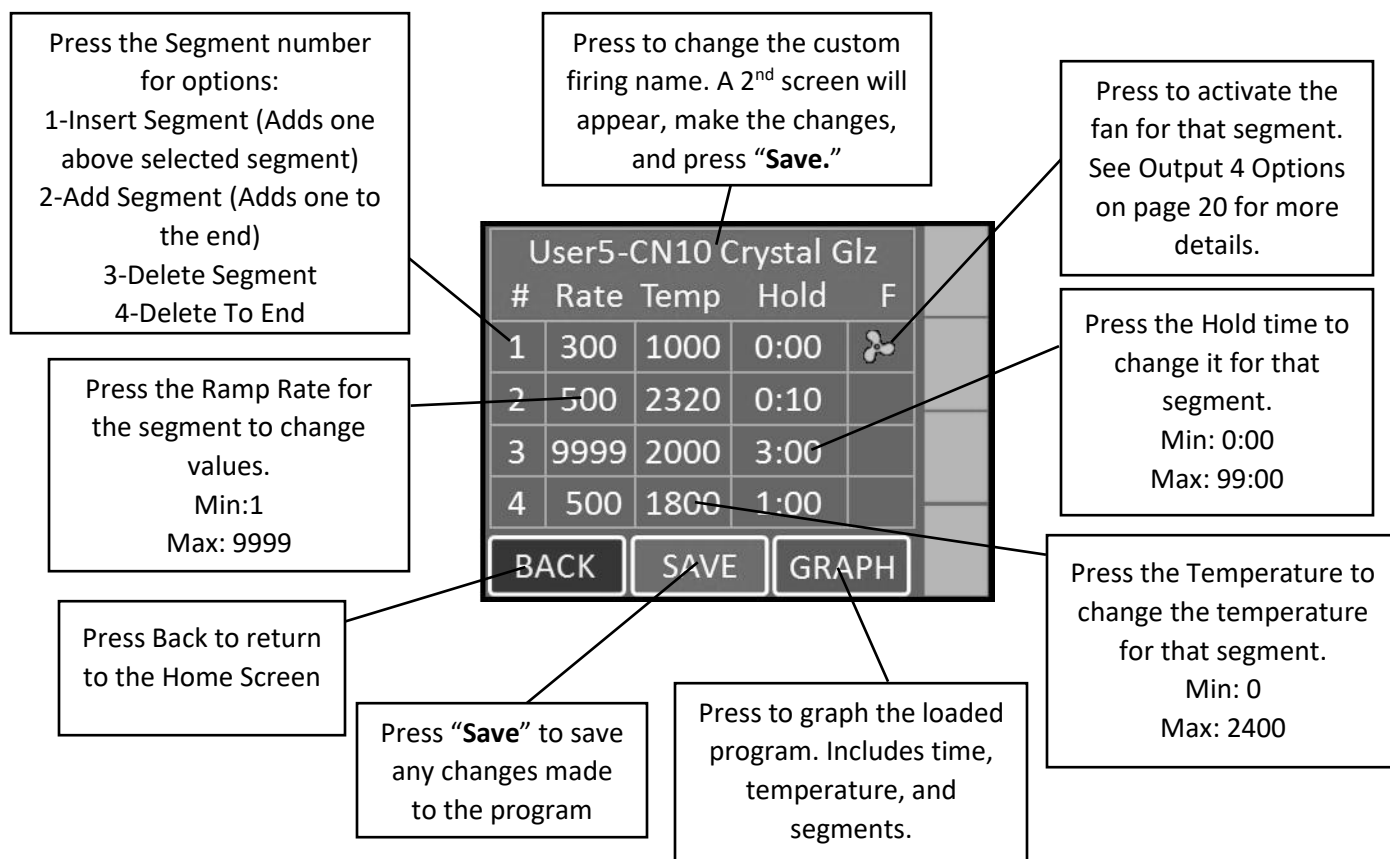 Press the Segment number
for options:
1-Insert Segment (Adds one
above selected segment)
2-Add Segment (Adds one to
the end)
3-Delete Segment
4-Delete To End
Press to change the custom
firing name. A 2nd screen will
appear, make the changes,
and press “Save.”
Press to activate the
fan for that segment.
See Output 4 Options
on page 20 for more
details.
User5-CN10 Crystal Glz
# Rate Temp Hold F
1 300 1000 0:00
2 500 2320 0:10
3 9999 2000 3:00
4 500 1800 1:00
BACK SAVE GRAPH
Press the Ramp Rate for
the segment to change
values.
Min:1
Max: 9999
Press the Hold time to
change it for that
segment.
Min: 0:00
Max: 99:00
Press Back to return
to the Home Screen
Press “Save” to save
any changes made
to the program
Press to graph the loaded
program. Includes time,
temperature, and
segments.
Press the Temperature to
change the temperature
for that segment.
Min: 0
Max: 2400